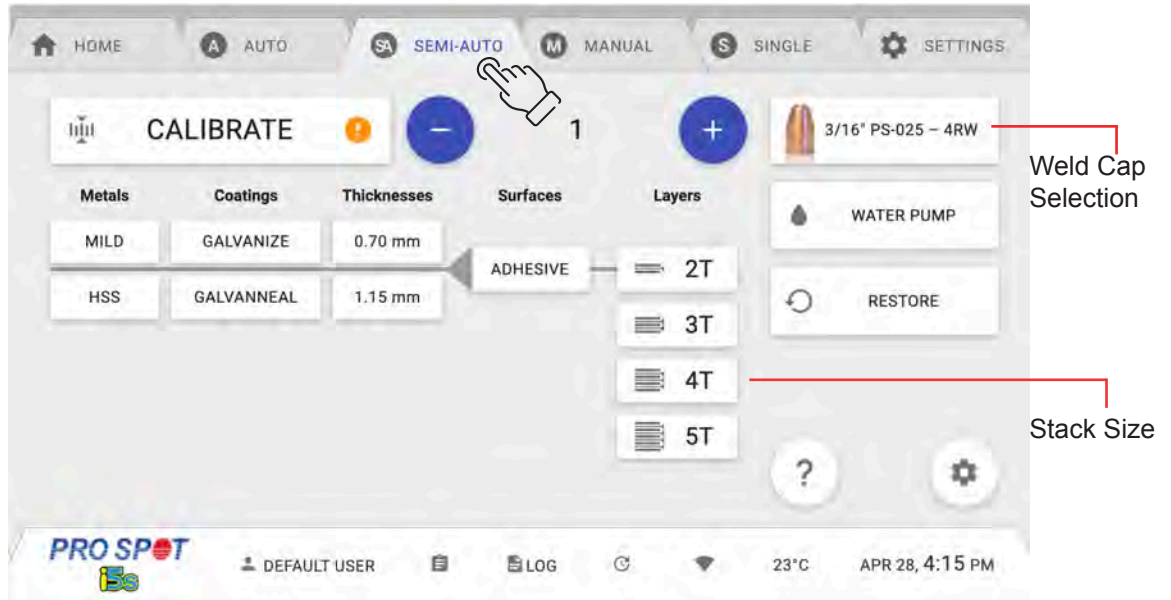 HOME
A AUTO
SA SEMI-AUTO
M MANUAL
S SINGLE
SETTINGS
CALIBRATE !
−
1
+
3/16" PS-025 – 4RW
Weld Cap
Selection
Metals Coatings Thicknesses Surfaces Layers
WATER PUMP
MILD GALVANIZE 0.70 mm
ADHESIVE 2T
HSS GALVANNEAL 1.15 mm
RESTORE
3T
4T
Stack Size
5T
?
PRO SPOT
i5s
DEFAULT USER
LOG
23°C
APR 28, 4:15 PM